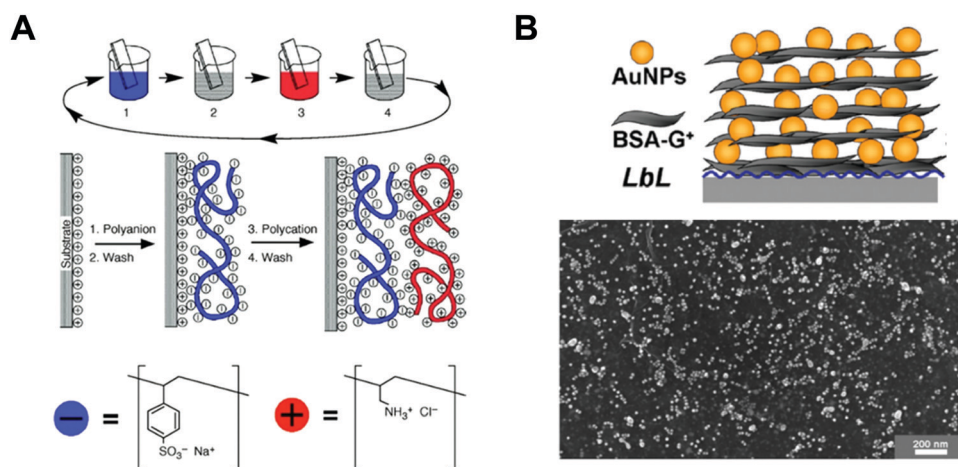 A
1
2
3
4
Substrate
1. Polyanion
2. Wash
3. Polycation
4. Wash
− =
SO₃⁻ Na⁺
+ =
NH₃⁺ Cl⁻
B
AuNPs
BSA-G⁺
LbL
200 nm